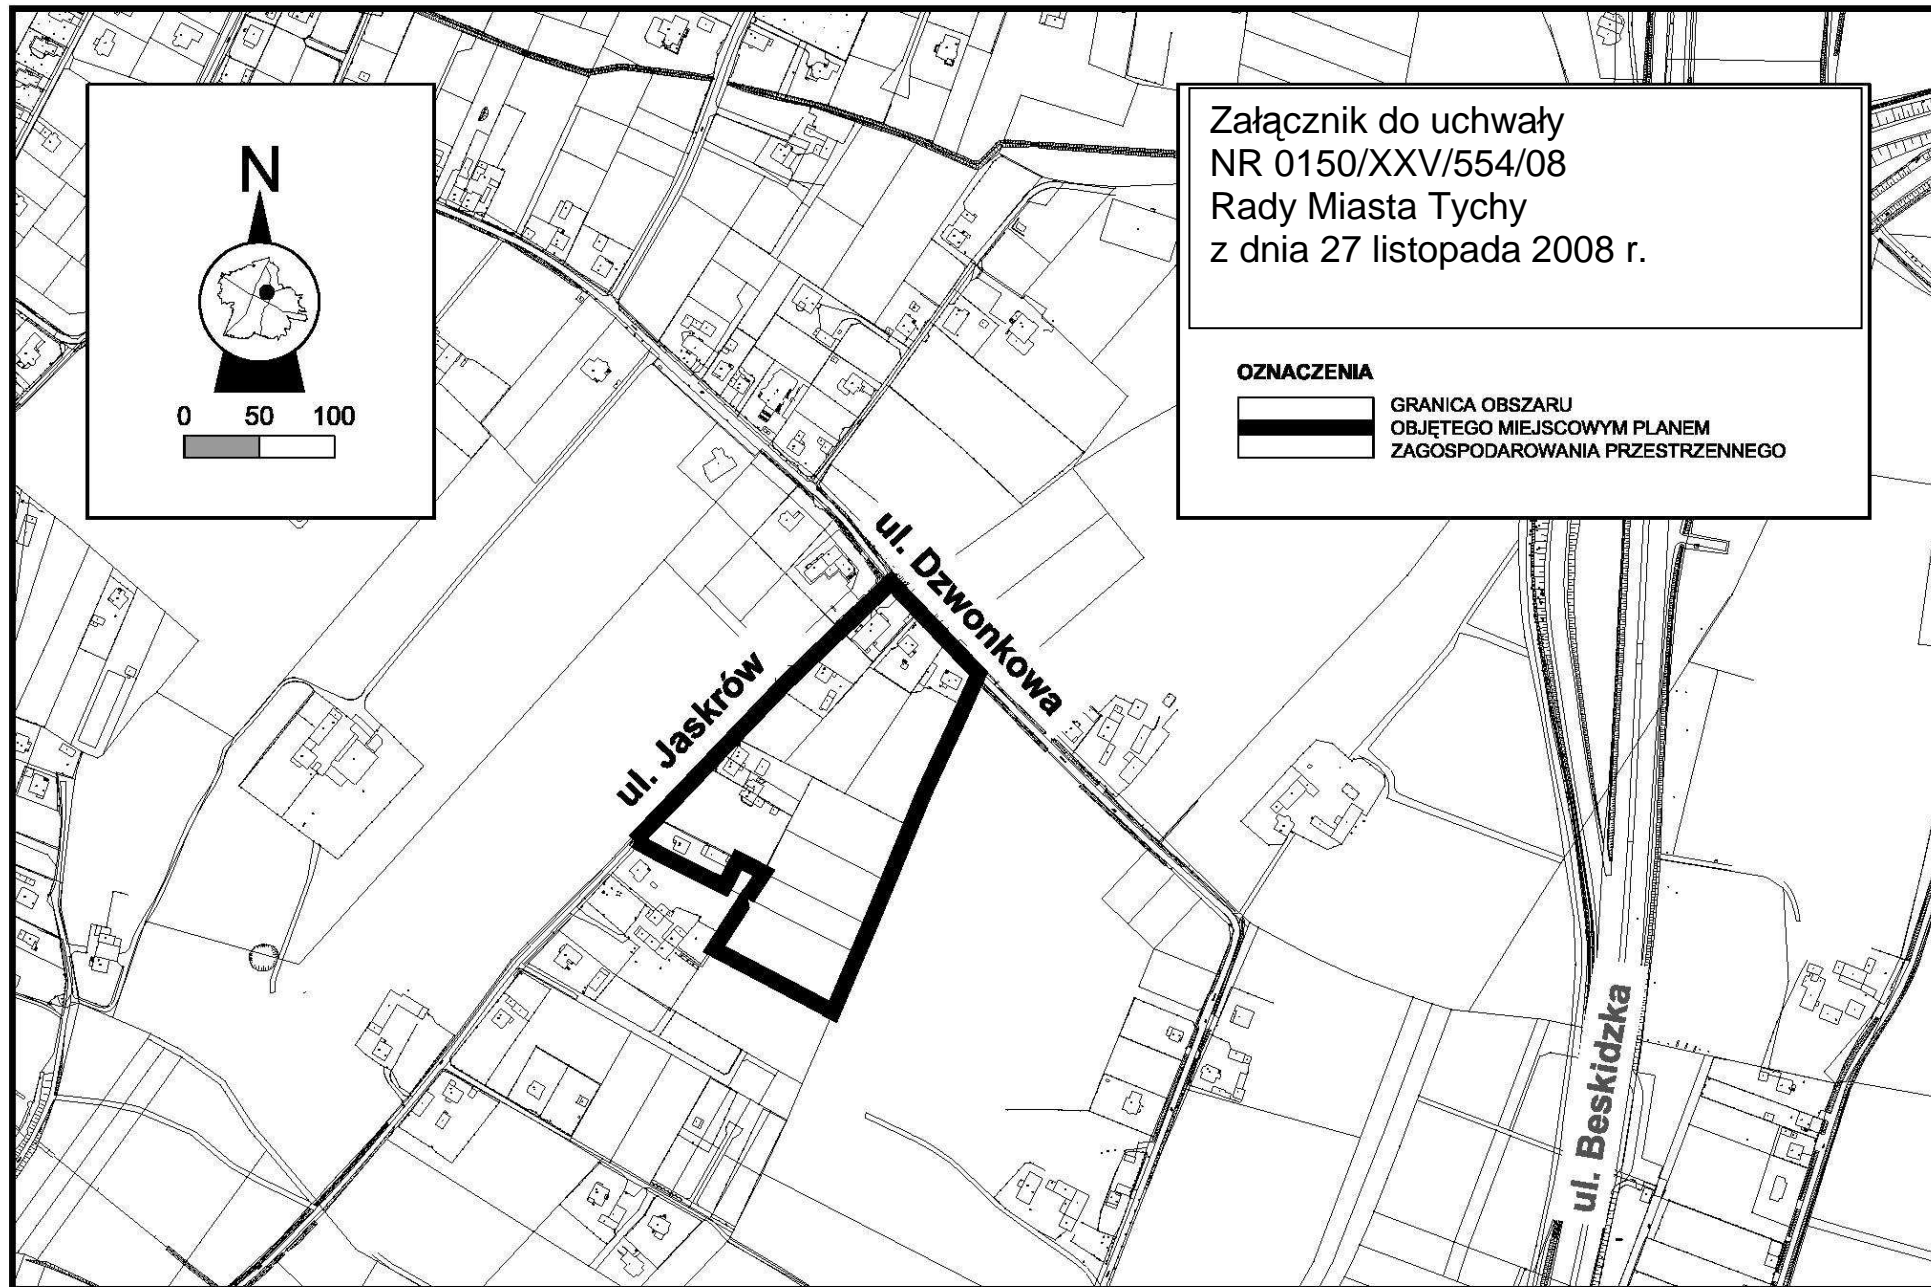 N
0 50 100
Załącznik do uchwały
NR 0150/XXV/554/08
Rady Miasta Tychy
z dnia 27 listopada 2008 r.
OZNACZENIA
GRANICA OBSZARU
OBJĘTEGO MIEJSCOWYM PLANEM
ZAGOSPODAROWANIA PRZESTRZENNEGO
ul. Dzwonkowa
ul. Jaskrów
ul. Beskidzka